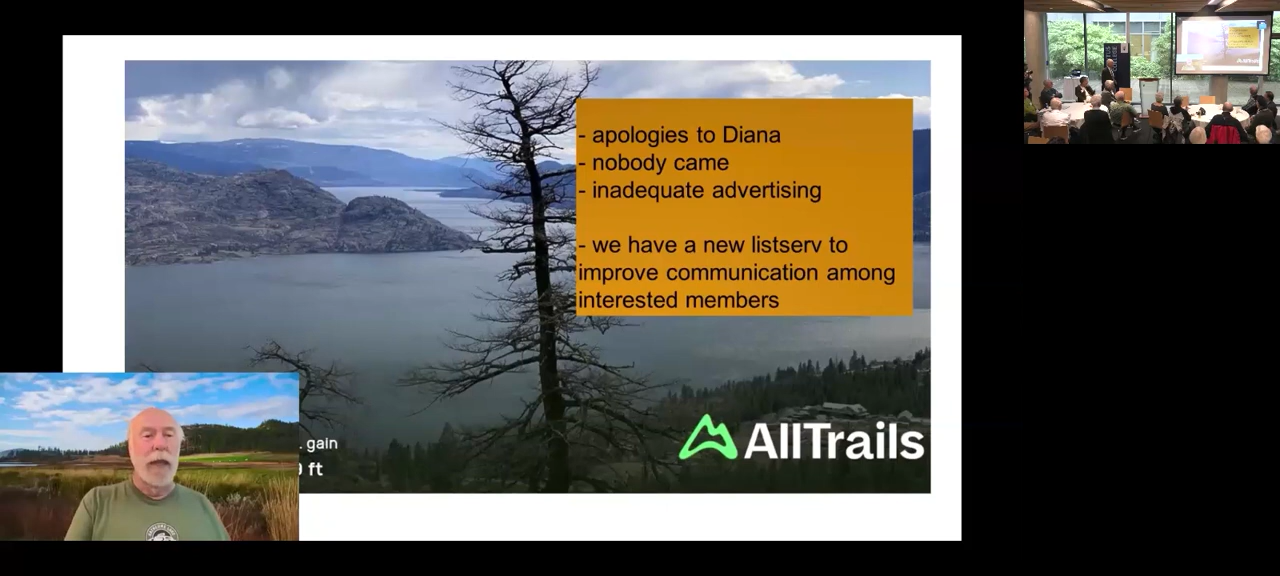 - apologies to Diana
- nobody came
- inadequate advertising
- we have a new listserv to
improve communication among
interested members
gain
ft
AllTrails